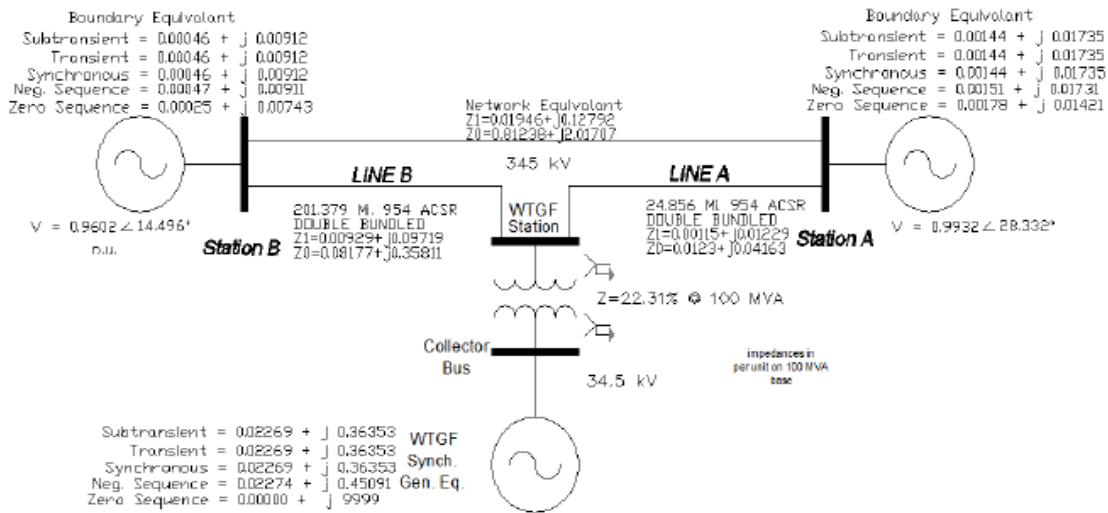 Boundary Equivalant
Subtransient = 0.00046 + j 0.00912
Transient = 0.00046 + j 0.00912
Synchronous = 0.00046 + j 0.00912
Neg. Sequence = 0.00047 + j 0.00911
Zero Sequence = 0.00025 + j 0.00743
Boundary Equivalant
Subtransient = 0.00144 + j 0.01735
Transient = 0.00144 + j 0.01735
Synchronous = 0.00144 + j 0.01735
Neg. Sequence = 0.00151 + j 0.01731
Zero Sequence = 0.00178 + j 0.01421
Network Equivalant
Z1=0.01946+j0.12792
Z0=0.81238+j2.01707
345 kV
LINE B
LINE A
201.379 Mi. 954 ACSR
DOUBLE BUNDLED
Z1=0.00929+j0.09719
Z0=0.08177+j0.35811
WTGF
Station
24.856 Mi 954 ACSR
DOUBLE BUNDLED
Z1=0.00115+j0.01229
Z0=0.0123+j0.04163
V = 0.9602∠14.496°
p.u.
Station B
Station A
V = 0.9932∠28.332°
Z=22.31% @ 100 MVA
Collector
Bus
34.5 kV
impedances in
per unit on 100 MVA
base
Subtransient = 0.02269 + j 0.36353
Transient = 0.02269 + j 0.36353
Synchronous = 0.02269 + j 0.36353
Neg. Sequence = 0.02274 + j 0.45091
Zero Sequence = 0.00000 + j 9999
WTGF
Synch.
Gen. Eq.